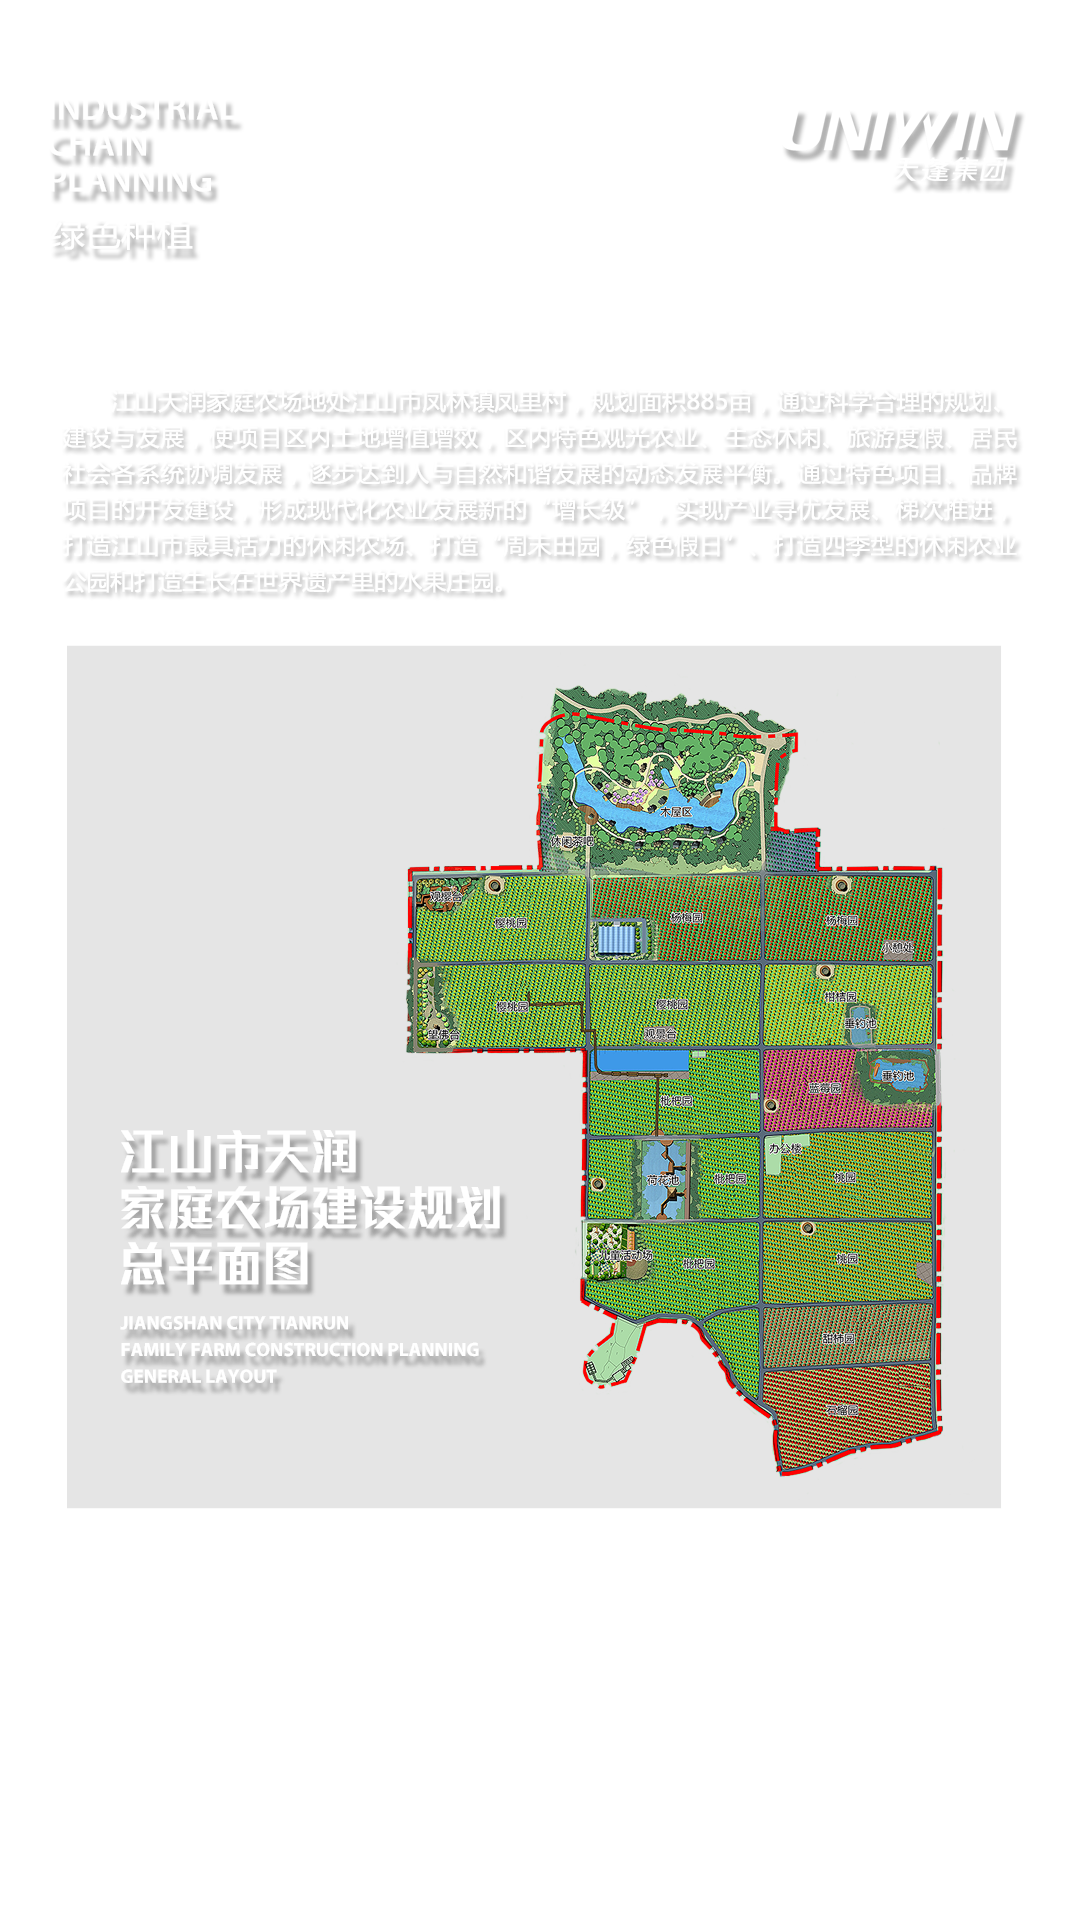 INDUSTRIAL
CHAIN
PLANNING
绿色种植
UNIWIN
天蓬集团
江山天润家庭农场地处江山市凤林镇凤里村，规划面积885亩，通过科学合理的规划、
建设与发展，使项目区内土地增值增效，区内特色观光农业、生态休闲、旅游度假、居民
社会各系统协调发展，逐步达到人与自然和谐发展的动态发展平衡。通过特色项目、品牌
项目的开发建设，形成现代化农业发展新的“增长级”，实现产业寻优发展、梯次推进，
打造江山市最具活力的休闲农场、打造“周末田园，绿色假日”、打造四季型的休闲农业
公园和打造生长在世界遗产里的水果庄园。
木屋区
休闲茶吧
观樱台
樱桃园
杨梅园
杨梅园
小憩处
樱桃园
樱桃园
柑桔园
垂钓池
望佛台
观景台
垂钓池
蓝莓园
枇杷园
办公楼
荷花池
枇杷园
桃园
儿童活动场
枇杷园
桃园
甜柿园
石榴园
江山市天润
家庭农场建设规划
总平面图
JIANGSHAN CITY TIANRUN
FAMILY FARM CONSTRUCTION PLANNING
GENERAL LAYOUT